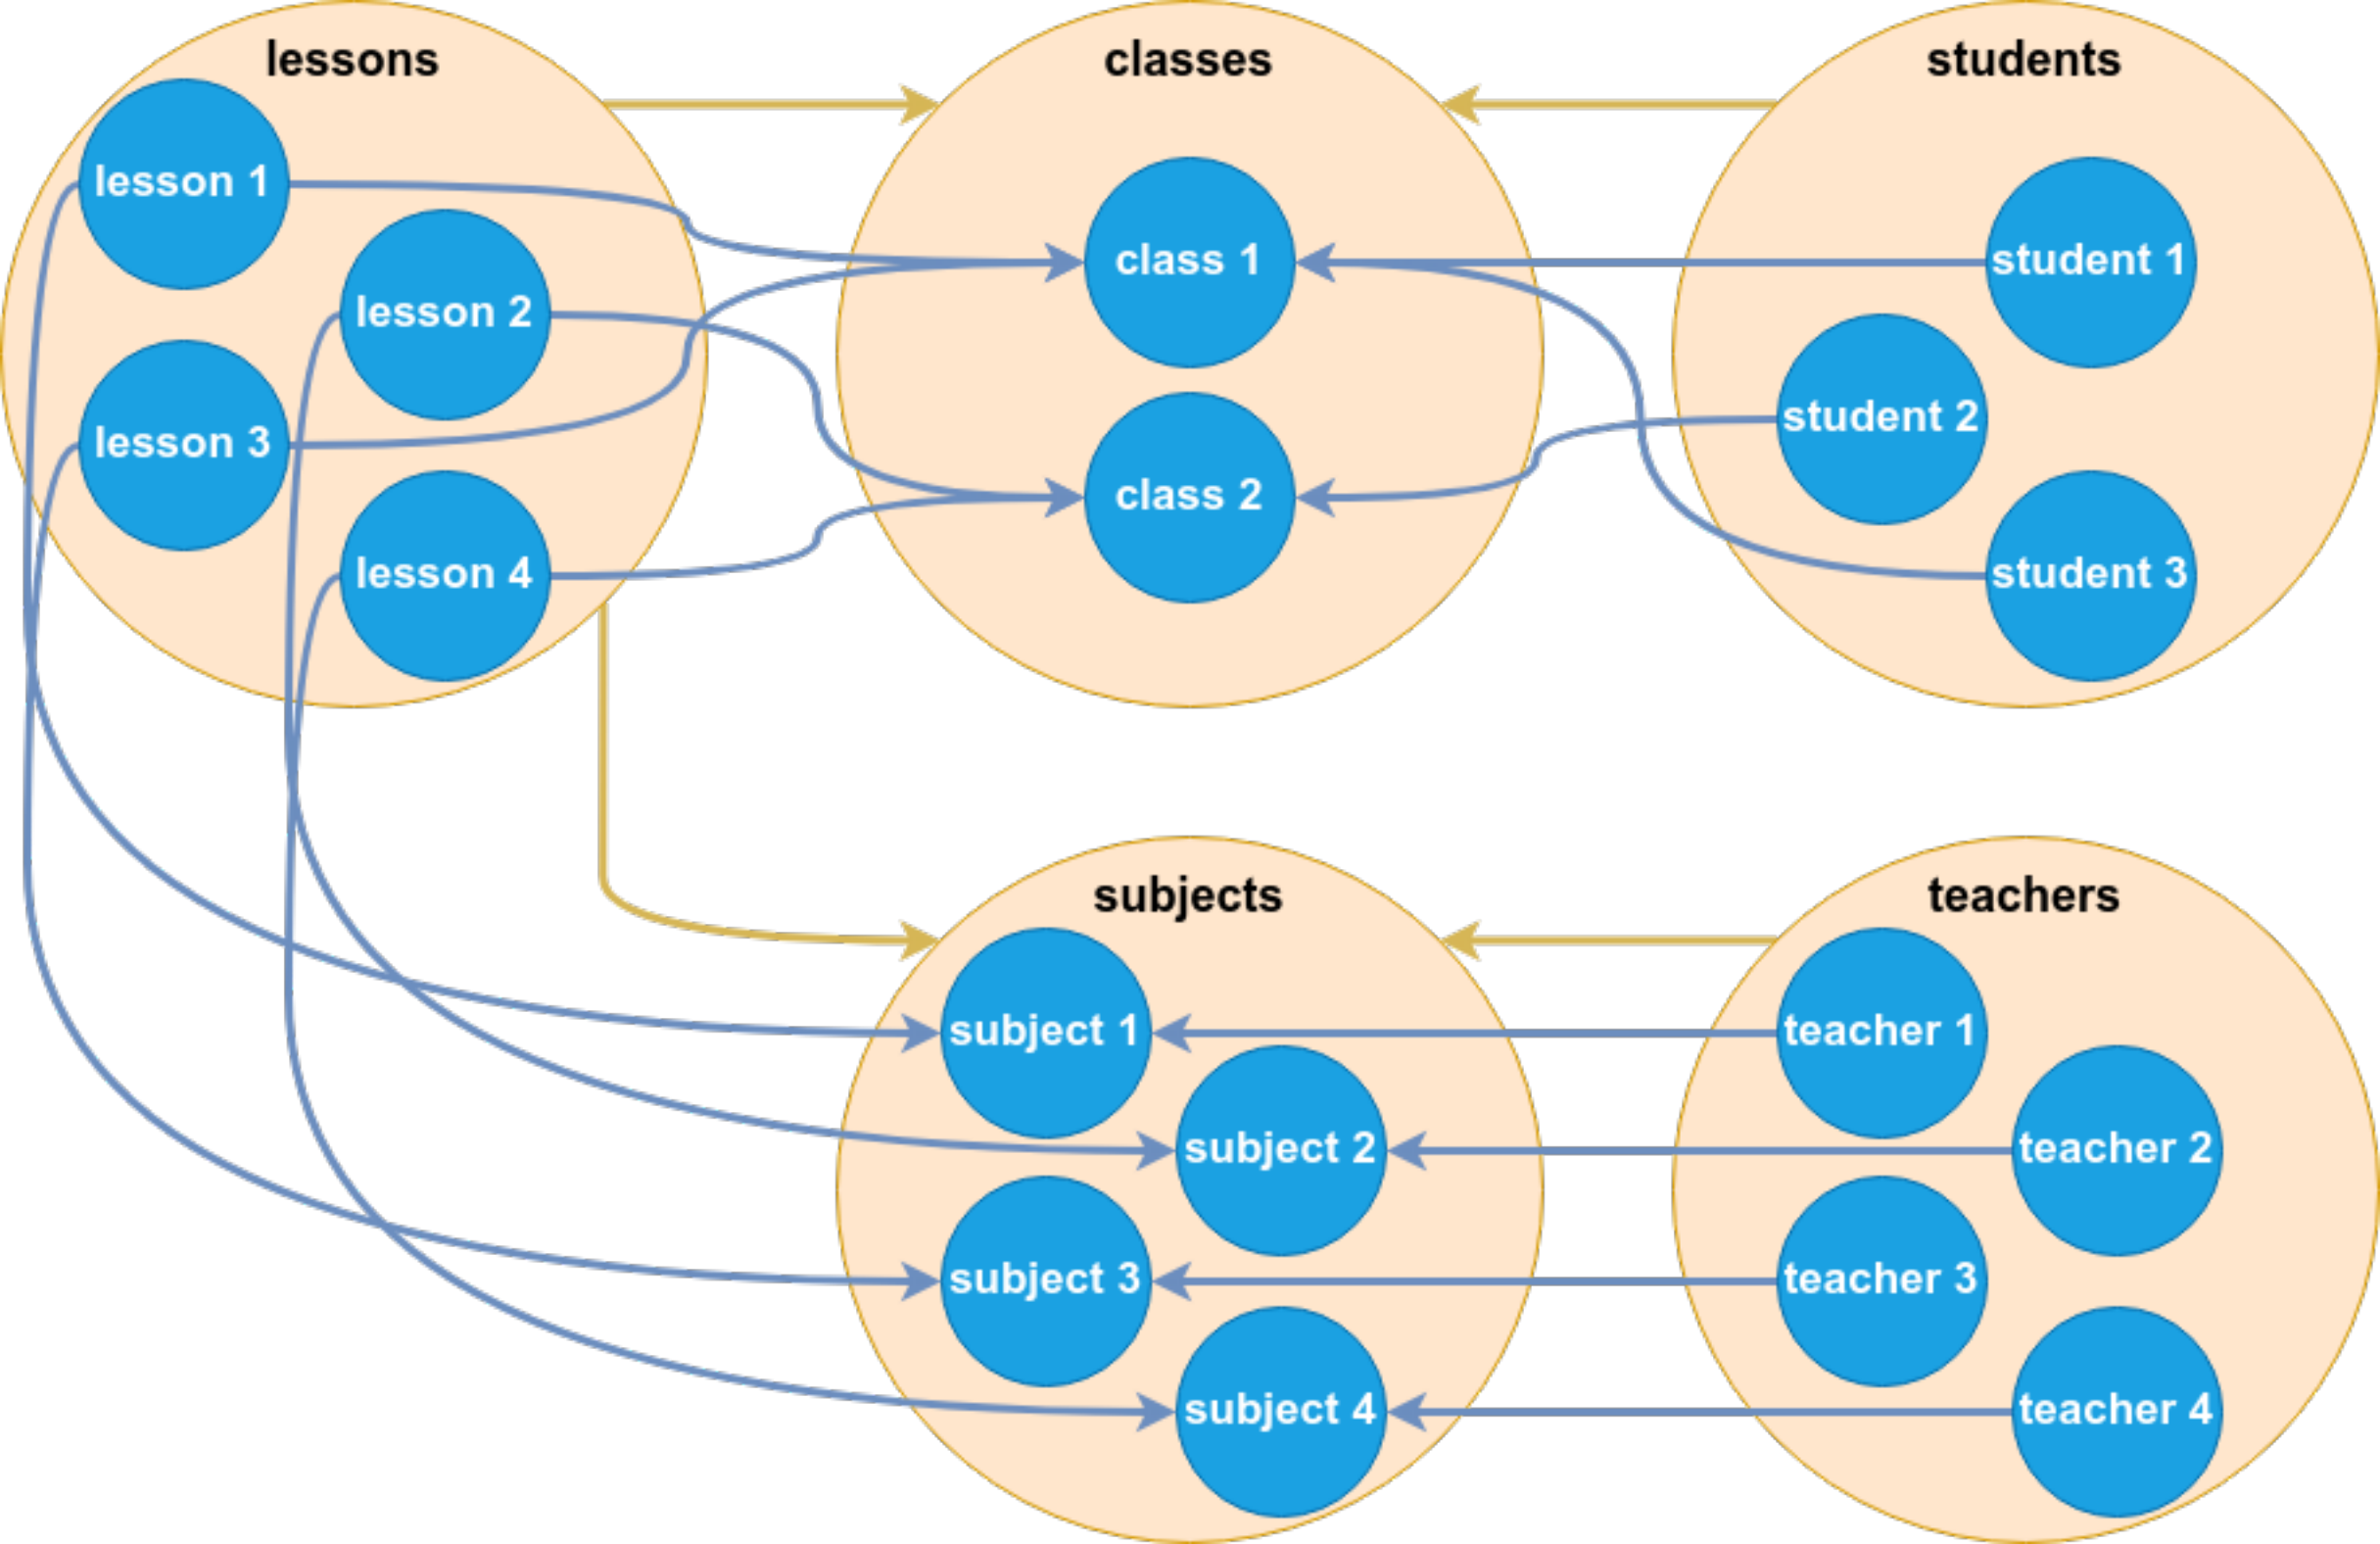 lessons
lesson 1
lesson 2
lesson 3
lesson 4
classes
class 1
class 2
students
student 1
student 2
student 3
subjects
subject 1
subject 2
subject 3
subject 4
teachers
teacher 1
teacher 2
teacher 3
teacher 4